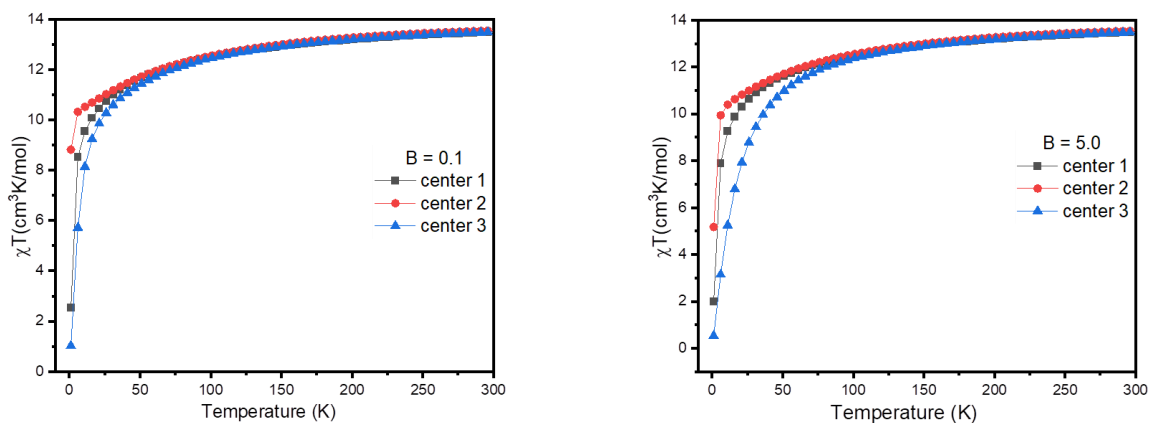 14
12
10
8
6
4
2
0
χT(cm³K/mol)
B = 0.1
center 1
center 2
center 3
0 50 100 150 200 250 300
Temperature (K)
14
12
10
8
6
4
2
0
χT(cm³K/mol)
B = 5.0
center 1
center 2
center 3
0 50 100 150 200 250 300
Temperature (K)